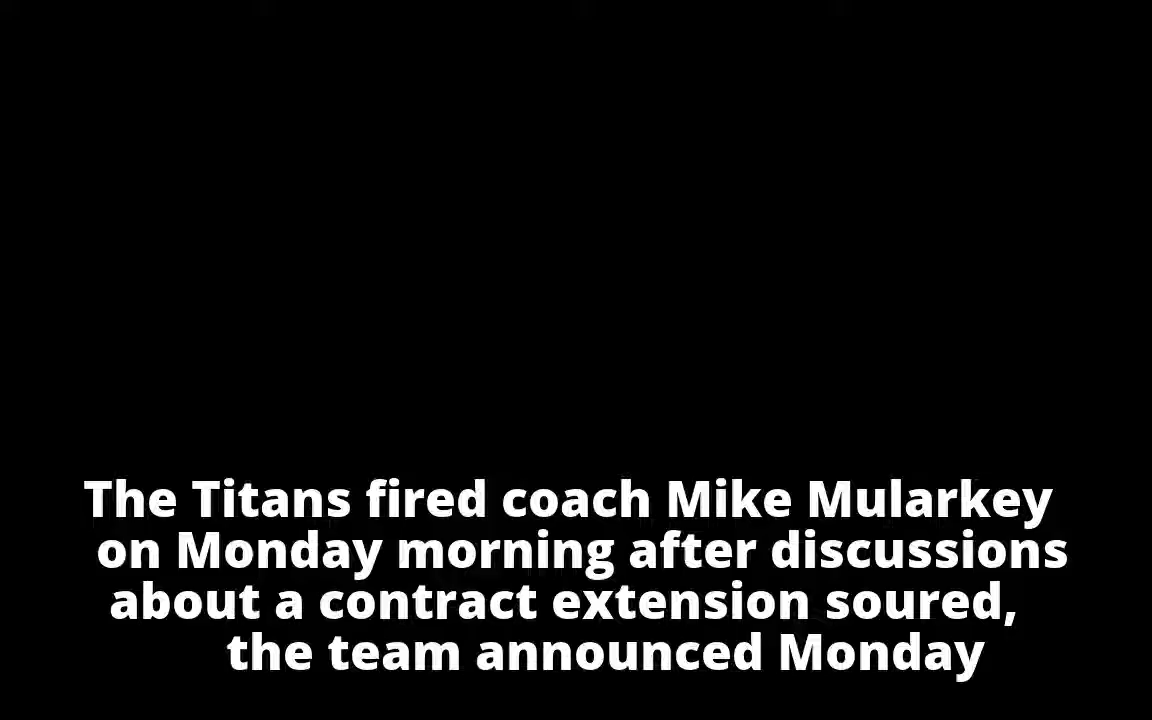 The Titans fired coach Mike Mularkey
on Monday morning after discussions
about a contract extension soured,
the team announced Monday